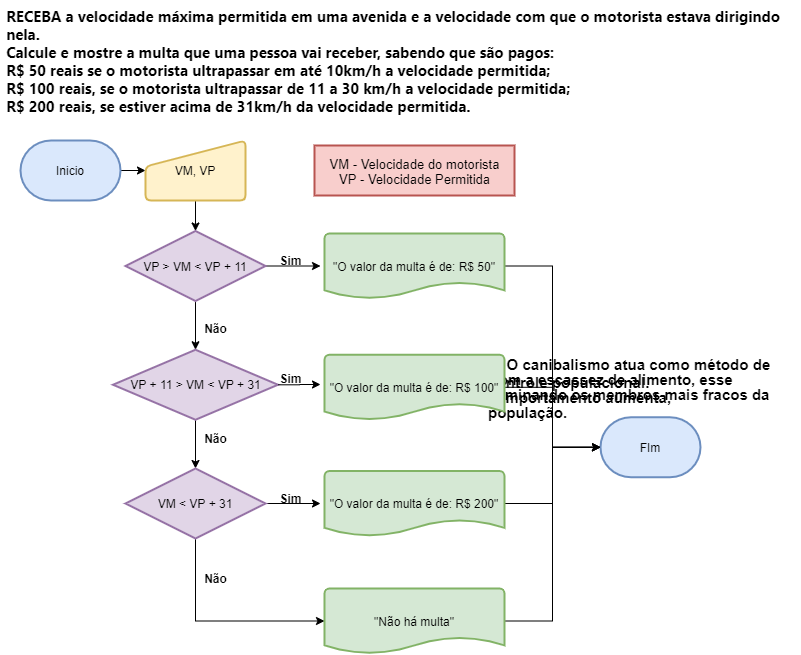 RECEBA a velocidade máxima permitida em uma avenida e a velocidade com que o motorista estava dirigindo
nela.
Calcule e mostre a multa que uma pessoa vai receber, sabendo que são pagos:
R$ 50 reais se o motorista ultrapassar em até 10km/h a velocidade permitida;
R$ 100 reais, se o motorista ultrapassar de 11 a 30 km/h a velocidade permitida;
R$ 200 reais, se estiver acima de 31km/h da velocidade permitida.
Inicio
VM, VP
VM - Velocidade do motorista
VP - Velocidade Permitida
VP > VM < VP + 11
Sim
"O valor da multa é de: R$ 50"
Não
O canibalismo atua como método de
populacional.
a escassez de alimento, esse
os membros mais fracos da
aumenta,
população.
VP + 11 > VM < VP + 31
Sim
"O valor da multa é de: R$ 100"
Não
FIm
VM < VP + 31
Sim
"O valor da multa é de: R$ 200"
Não
"Não há multa"